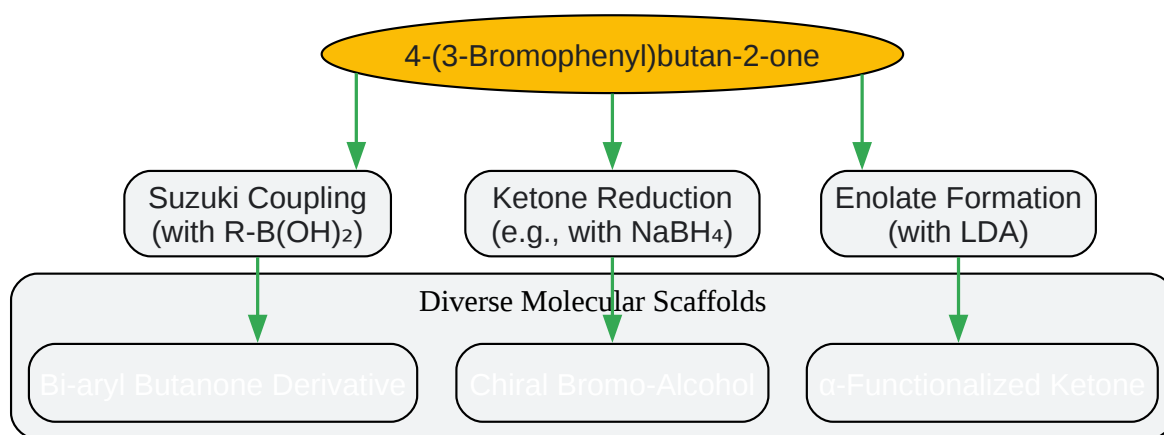 4-(3-Bromophenyl)butan-2-one
Suzuki Coupling
(with R-B(OH)₂)
Ketone Reduction
(e.g., with NaBH₄)
Enolate Formation
(with LDA)
Diverse Molecular Scaffolds
Bi-aryl Butanone Derivative
Chiral Bromo-Alcohol
α-Functionalized Ketone